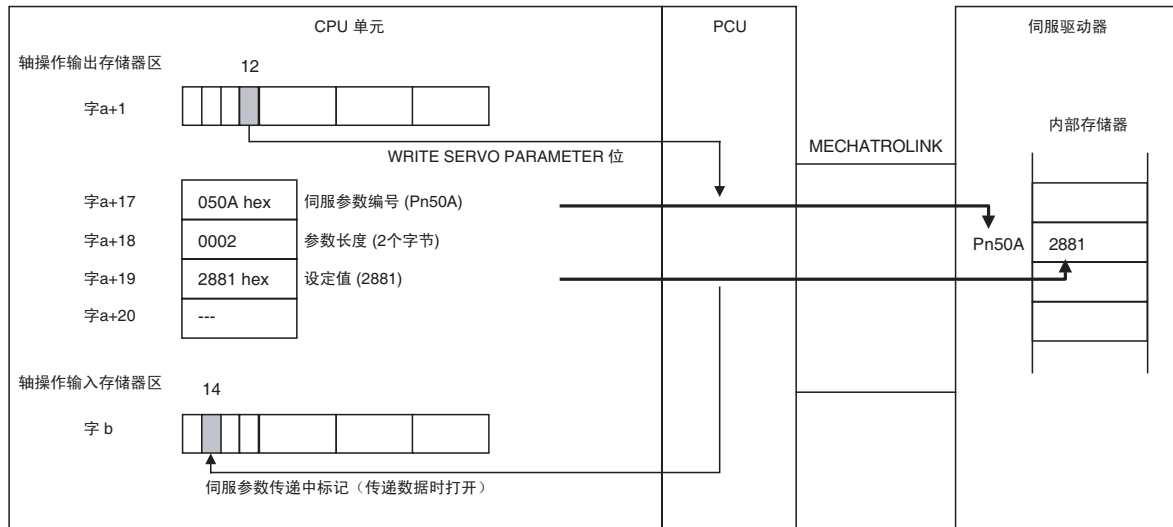 CPU 单元
PCU
伺服驱动器
轴操作输出存储器区
12
字a+1
内部存储器
MECHATROLINK
WRITE SERVO PARAMETER 位
字a+17
050A hex
伺服参数编号 (Pn50A)
字a+18
0002
参数长度 (2个字节)
Pn50A
2881
字a+19
2881 hex
设定值 (2881)
字a+20
---
轴操作输入存储器区
14
字 b
伺服参数传递中标记（传递数据时打开）